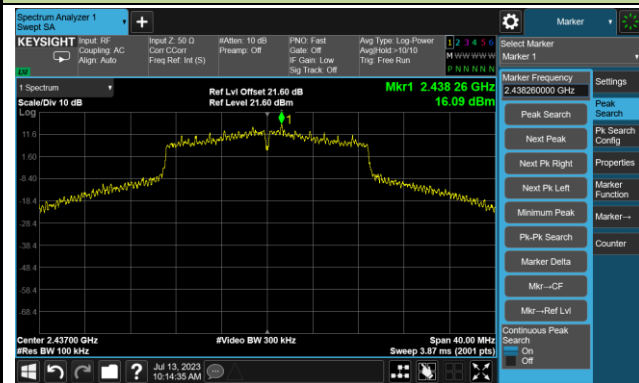 Spectrum Analyzer 1
Swept SA
Marker
KEYSIGHT
Input: RF
Coupling: AC
Align: Auto
Input Z: 50 Ω
Corr CCorr
Freq Ref: Int (S)
#Atten: 10 dB
Preamp: Off
PNO: Fast
Gate: Off
IF Gain: Low
Sig Track: Off
Avg Type: Log-Power
Avg|Hold:>10/10
Trig: Free Run
1 2 3 4 5 6
M W W W W W
P N N N N N
LXI
Select Marker
Marker 1
1 Spectrum
Scale/Div 10 dB
Log
Ref Lvl Offset 21.60 dB
Ref Level 21.60 dBm
Mkr1 2.438 26 GHz
16.09 dBm
1
11.6
1.60
-8.40
-18.4
-28.4
-38.4
-48.4
-58.4
-68.4
Center 2.43700 GHz
#Res BW 100 kHz
#Video BW 300 kHz
Span 40.00 MHz
Sweep 3.87 ms (2001 pts)
Marker Frequency
2.438260000 GHz
Peak Search
Next Peak
Next Pk Right
Next Pk Left
Minimum Peak
Pk-Pk Search
Marker Delta
Mkr→CF
Mkr→Ref Lvl
Continuous Peak
Search
On
Off
Settings
Peak
Search
Pk Search
Config
Properties
Marker
Function
Marker→
Counter
Jul 13, 2023
10:14:35 AM